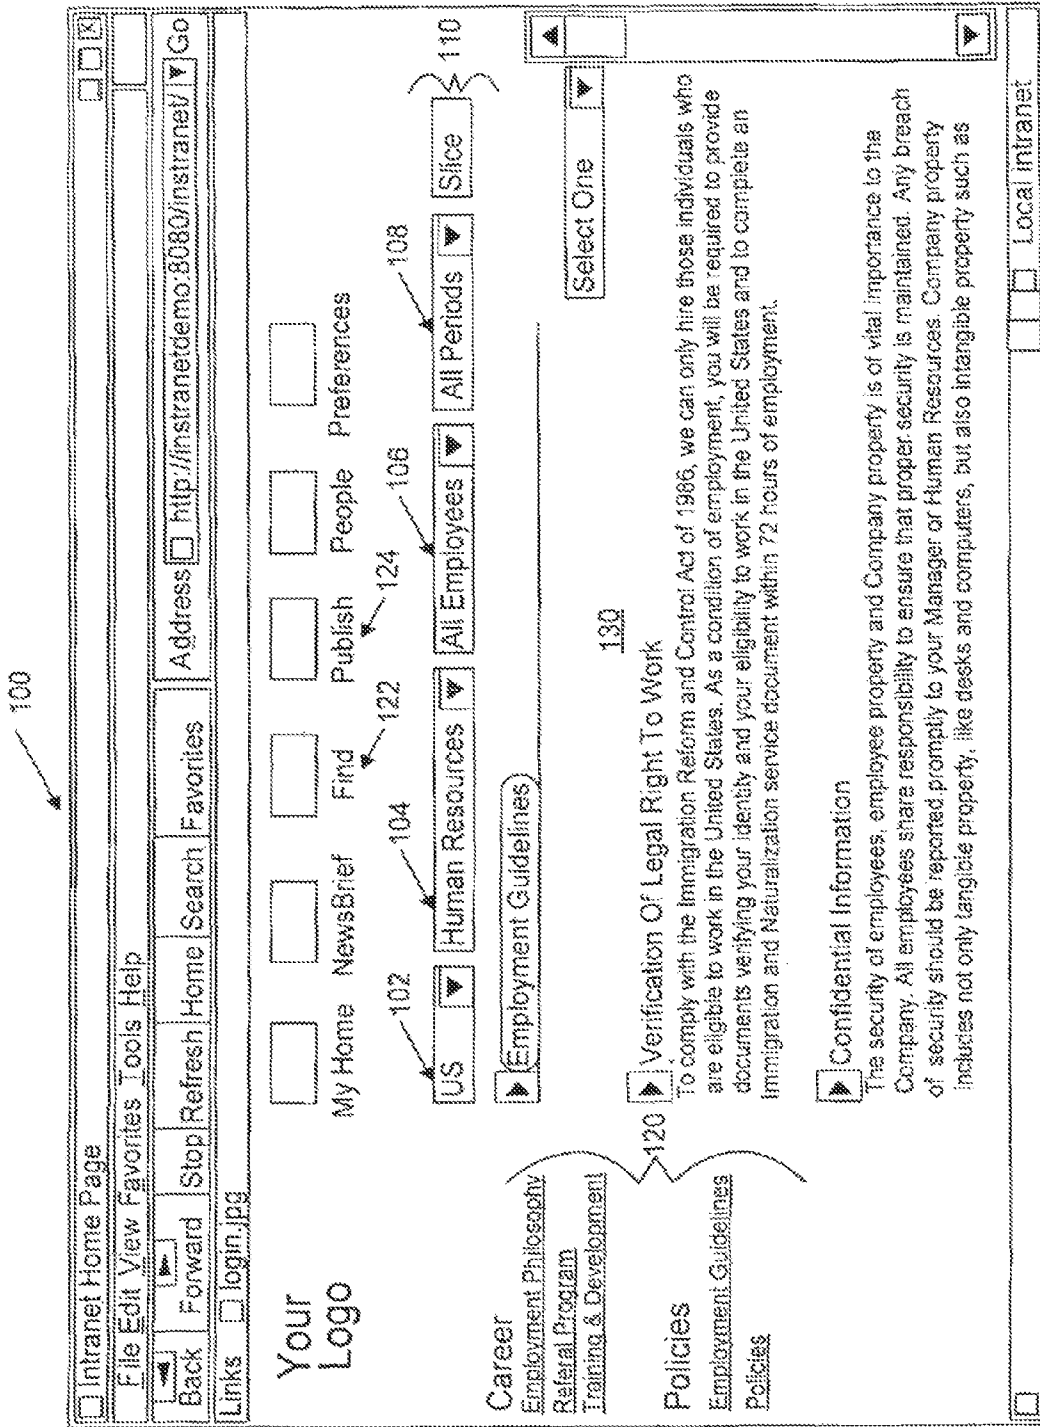 100
Intranet Home Page
File Edit View Favorites Tools Help
Back Forward Stop Refresh Home Search Favorites Address http://instranetdemo:8080/instranet/ Go
Links login.jpg
Your
Logo
My Home NewsBrief Find Publish People Preferences
122 124
102 104 106 108
US Human Resources All Employees All Periods Slice 110
Employment Guidelines
Career
Employment Philosophy
Referal Program
Training & Development
Policies
Employment Guidelines
Policies
120
130
Select One
Verification Of Legal Right To Work
To comply with the Immigration Reform and Control Act of 1986, we can only hire those individuals who
are eligible to work in the United States. As a condition of employment, you will be required to provide
documents verifying your identity and your eligibility to work in the United States and to complete an
Immigration and Naturalization service document within 72 hours of employment.
Confidential Information
The security of employees, employee property and Company property is of vital importance to the
Company. All employees share responsibility to ensure that proper security is maintained. Any breach
of security should be reported promptly to your Manager or Human Resources. Company property
includes not only tangible property, like desks and computers, but also intangible property such as
Local intranet